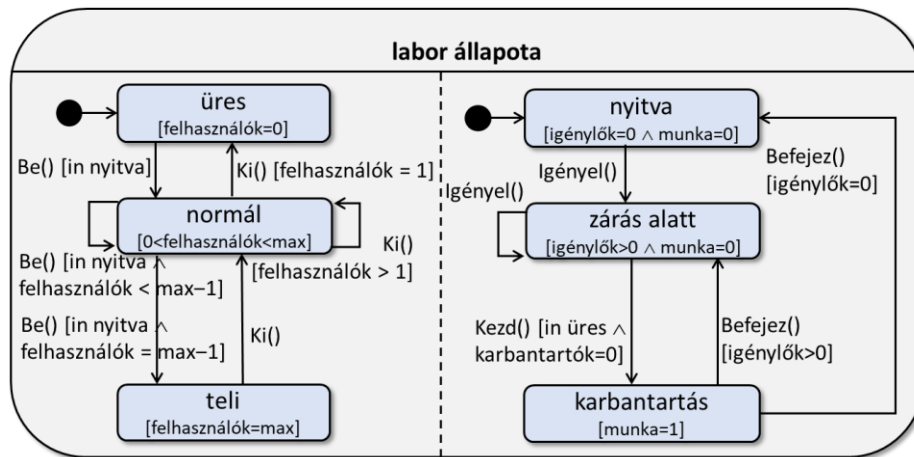 labor állapota
üres
[felhasználók=0]
Be() [in nyitva]
Ki() [felhasználók = 1]
normál
[0<felhasználók<max]
Ki()
[felhasználók > 1]
Be() [in nyitva ∧
felhasználók < max–1]
Be() [in nyitva ∧
felhasználók = max–1]
Ki()
teli
[felhasználók=max]
nyitva
[igénylők=0 ∧ munka=0]
Befejez()
[igénylők=0]
Igényel()
Igényel()
zárás alatt
[igénylők>0 ∧ munka=0]
Kezd() [in üres ∧
karbantartók=0]
Befejez()
[igénylők>0]
karbantartás
[munka=1]